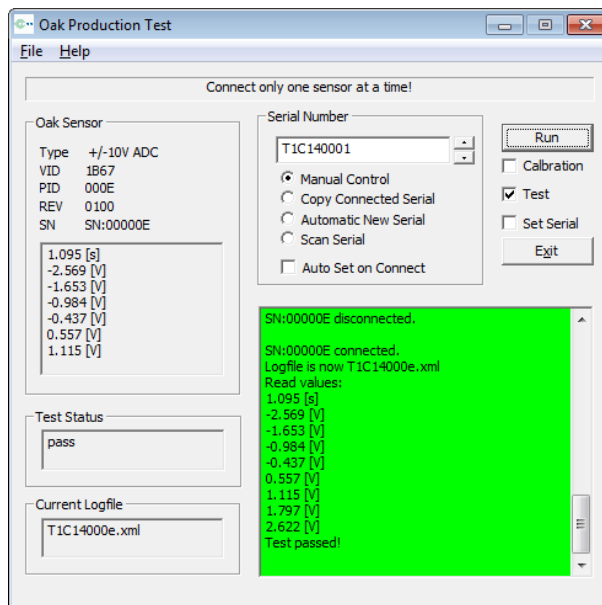 Oak Production Test
File Help
Connect only one sensor at a time!
Oak Sensor
Type +/-10V ADC
VID 1B67
PID 000E
REV 0100
SN SN:00000E
1.095 [s]
-2.569 [V]
-1.653 [V]
-0.984 [V]
-0.437 [V]
0.557 [V]
1.115 [V]
Test Status
pass
Current Logfile
T1C14000e.xml
Serial Number
T1C140001
Manual Control
Copy Connected Serial
Automatic New Serial
Scan Serial
Auto Set on Connect
Run
Calbration
Test
Set Serial
Exit
SN:00000E disconnected.
SN:00000E connected.
Logfile is now T1C14000e.xml
Read values:
1.095 [s]
-2.569 [V]
-1.653 [V]
-0.984 [V]
-0.437 [V]
0.557 [V]
1.115 [V]
1.797 [V]
2.622 [V]
Test passed!